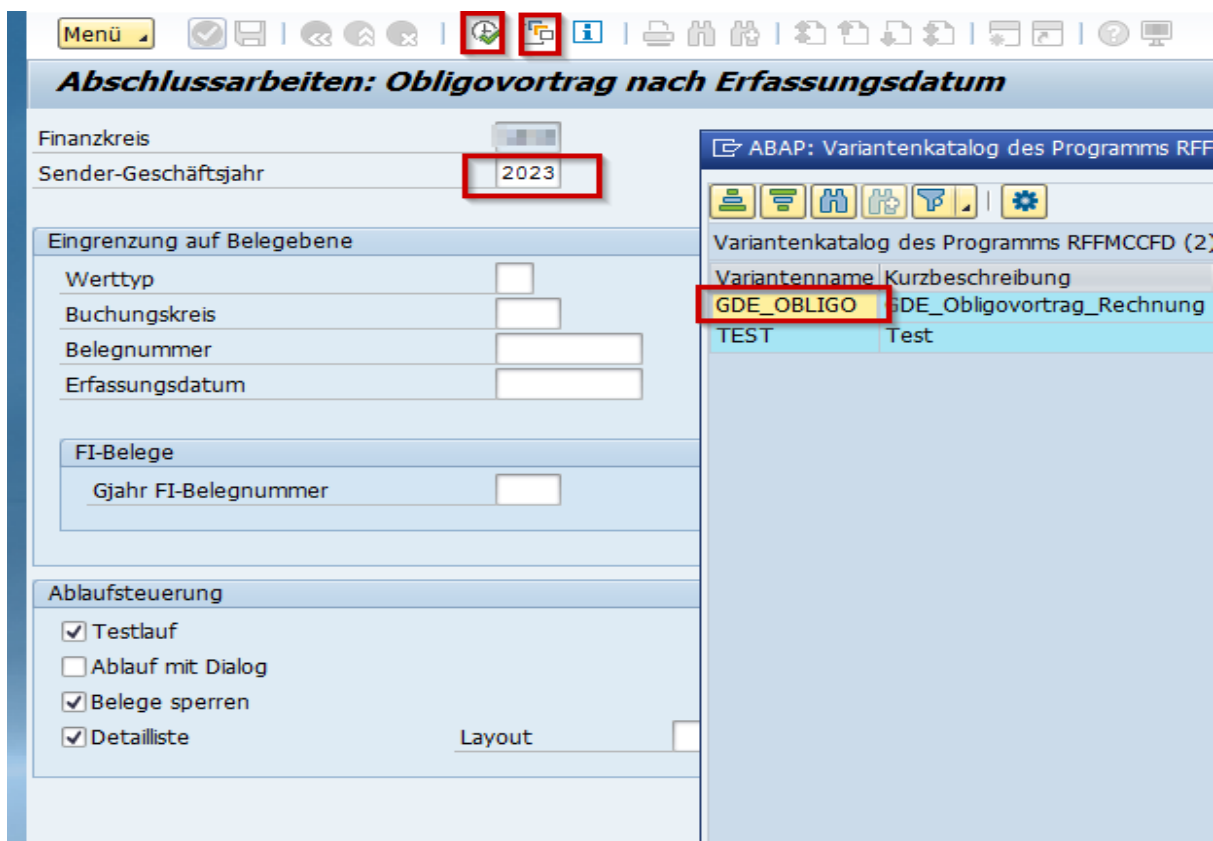 Menü
Abschlussarbeiten: Obligovortrag nach Erfassungsdatum
Finanzkreis
Sender-Geschäftsjahr 2023
Eingrenzung auf Belegebene
Werttyp
Buchungskreis
Belegnummer
Erfassungsdatum
FI-Belege
Gjahr FI-Belegnummer
Ablaufsteuerung
Testlauf
Ablauf mit Dialog
Belege sperren
Detailliste Layout
ABAP: Variantenkatalog des Programms RFF
Variantenkatalog des Programms RFFMCCFD (2)
Variantenname Kurzbeschreibung
GDE_OBLIGO GDE_Obligovortrag_Rechnung
TEST Test